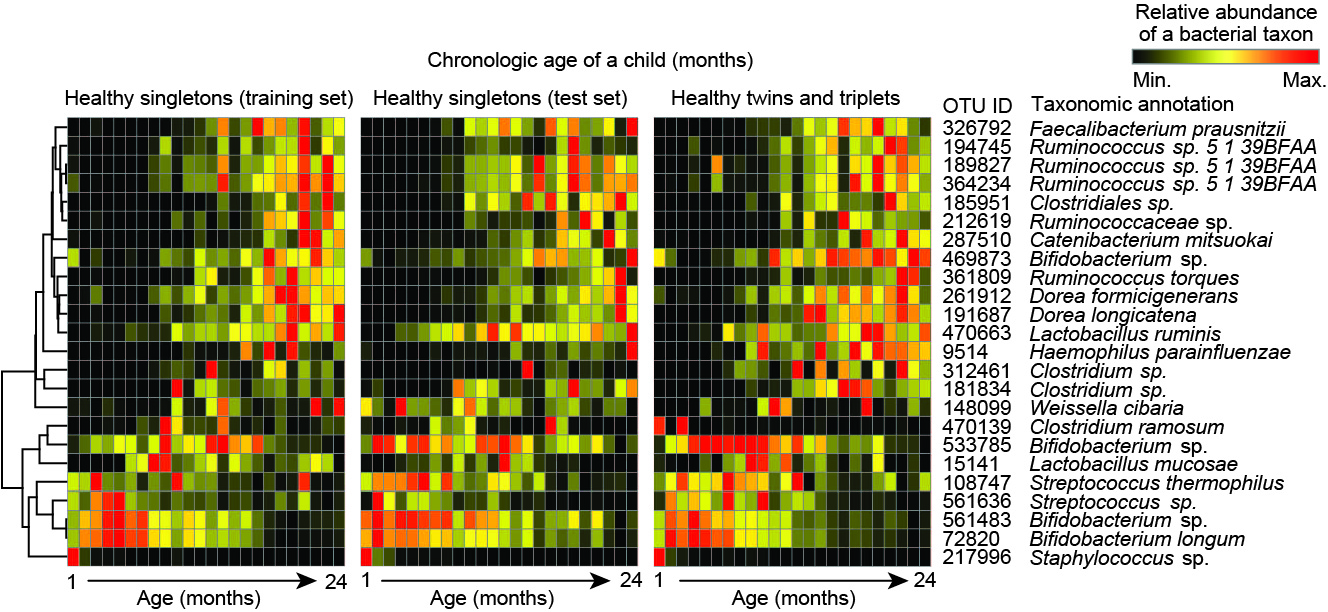 Relative abundance
of a bacterial taxon
Min. Max.
Chronologic age of a child (months)
Healthy singletons (training set) Healthy singletons (test set) Healthy twins and triplets OTU ID Taxonomic annotation
326792 Faecalibacterium prausnitzii
194745 Ruminococcus sp. 5 1 39BFAA
189827 Ruminococcus sp. 5 1 39BFAA
364234 Ruminococcus sp. 5 1 39BFAA
185951 Clostridiales sp.
212619 Ruminococcaceae sp.
287510 Catenibacterium mitsuokai
469873 Bifidobacterium sp.
361809 Ruminococcus torques
261912 Dorea formicigenerans
191687 Dorea longicatena
470663 Lactobacillus ruminis
9514 Haemophilus parainfluenzae
312461 Clostridium sp.
181834 Clostridium sp.
148099 Weissella cibaria
470139 Clostridium ramosum
533785 Bifidobacterium sp.
15141 Lactobacillus mucosae
108747 Streptococcus thermophilus
561636 Streptococcus sp.
561483 Bifidobacterium sp.
72820 Bifidobacterium longum
217996 Staphylococcus sp.
1 24 1 24 1 24
Age (months) Age (months) Age (months)